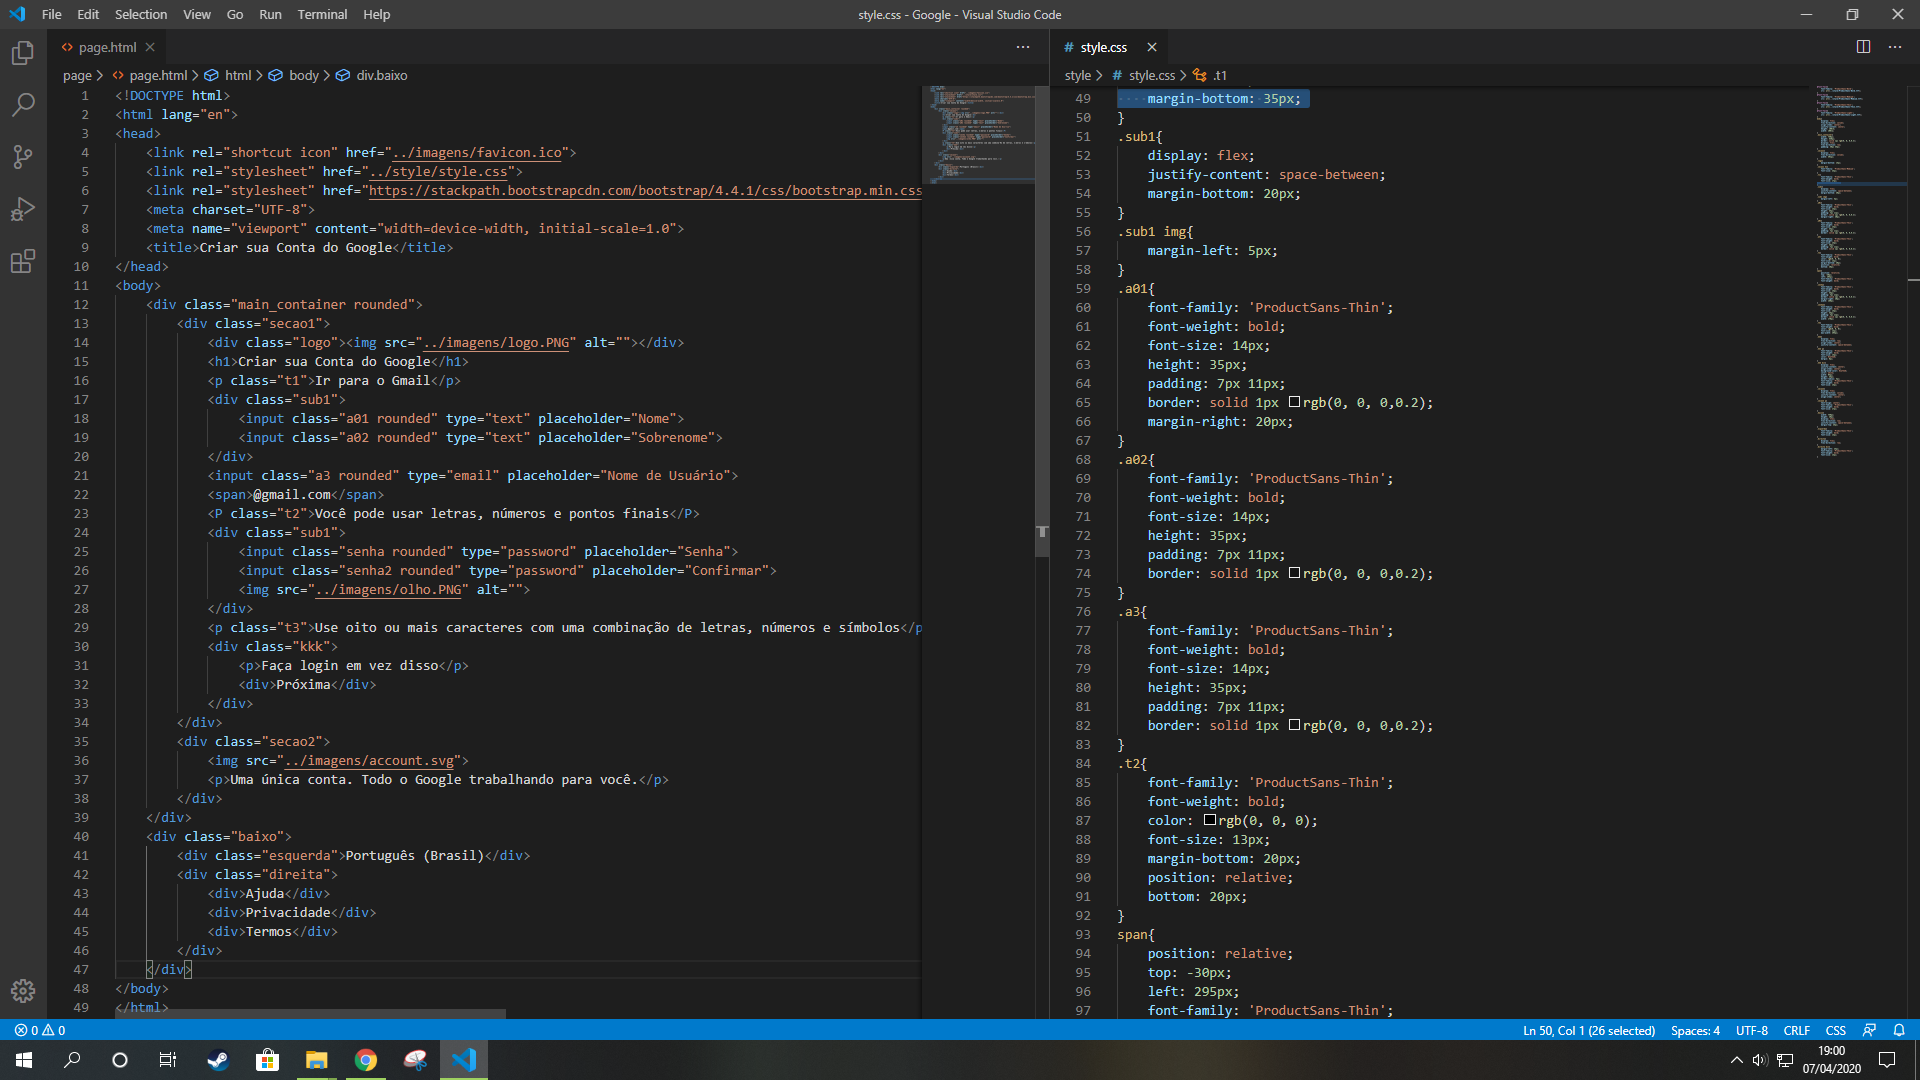 File Edit Selection View Go Run Terminal Help
style.css - Google - Visual Studio Code
page.html
page > page.html > html > body > div.baixo
1 <!DOCTYPE html>
2 <html lang="en">
3 <head>
4 <link rel="shortcut icon" href="../imagens/favicon.ico">
5 <link rel="stylesheet" href="../style/style.css">
6 <link rel="stylesheet" href="https://stackpath.bootstrapcdn.com/bootstrap/4.4.1/css/bootstrap.min.css
7 <meta charset="UTF-8">
8 <meta name="viewport" content="width=device-width, initial-scale=1.0">
9 <title>Criar sua Conta do Google</title>
10 </head>
11 <body>
12 <div class="main_container rounded">
13 <div class="secao1">
14 <div class="logo"><img src="../imagens/logo.PNG" alt=""></div>
15 <h1>Criar sua Conta do Google</h1>
16 <p class="t1">Ir para o Gmail</p>
17 <div class="sub1">
18 <input class="a01 rounded" type="text" placeholder="Nome">
19 <input class="a02 rounded" type="text" placeholder="Sobrenome">
20 </div>
21 <input class="a3 rounded" type="email" placeholder="Nome de Usuário">
22 <span>@gmail.com</span>
23 <P class="t2">Você pode usar letras, números e pontos finais</P>
24 <div class="sub1">
25 <input class="senha rounded" type="password" placeholder="Senha">
26 <input class="senha2 rounded" type="password" placeholder="Confirmar">
27 <img src="../imagens/olho.PNG" alt="">
28 </div>
29 <p class="t3">Use oito ou mais caracteres com uma combinação de letras, números e símbolos</p
30 <div class="kkk">
31 <p>Faça login em vez disso</p>
32 <div>Próxima</div>
33 </div>
34 </div>
35 <div class="secao2">
36 <img src="../imagens/account.svg">
37 <p>Uma única conta. Todo o Google trabalhando para você.</p>
38 </div>
39 </div>
40 <div class="baixo">
41 <div class="esquerda">Português (Brasil)</div>
42 <div class="direita">
43 <div>Ajuda</div>
44 <div>Privacidade</div>
45 <div>Termos</div>
46 </div>
47 </div>
48 </body>
49 </html>
# style.css
style > # style.css > .t1
49 margin-bottom: 35px;
50 }
51 .sub1{
52 display: flex;
53 justify-content: space-between;
54 margin-bottom: 20px;
55 }
56 .sub1 img{
57 margin-left: 5px;
58 }
59 .a01{
60 font-family: 'ProductSans-Thin';
61 font-weight: bold;
62 font-size: 14px;
63 height: 35px;
64 padding: 7px 11px;
65 border: solid 1px rgb(0, 0, 0,0.2);
66 margin-right: 20px;
67 }
68 .a02{
69 font-family: 'ProductSans-Thin';
70 font-weight: bold;
71 font-size: 14px;
72 height: 35px;
73 padding: 7px 11px;
74 border: solid 1px rgb(0, 0, 0,0.2);
75 }
76 .a3{
77 font-family: 'ProductSans-Thin';
78 font-weight: bold;
79 font-size: 14px;
80 height: 35px;
81 padding: 7px 11px;
82 border: solid 1px rgb(0, 0, 0,0.2);
83 }
84 .t2{
85 font-family: 'ProductSans-Thin';
86 font-weight: bold;
87 color: rgb(0, 0, 0);
88 font-size: 13px;
89 margin-bottom: 20px;
90 position: relative;
91 bottom: 20px;
92 }
93 span{
94 position: relative;
95 top: -30px;
96 left: 295px;
97 font-family: 'ProductSans-Thin';
0 0
Ln 50, Col 1 (26 selected) Spaces: 4 UTF-8 CRLF CSS
19:00
07/04/2020